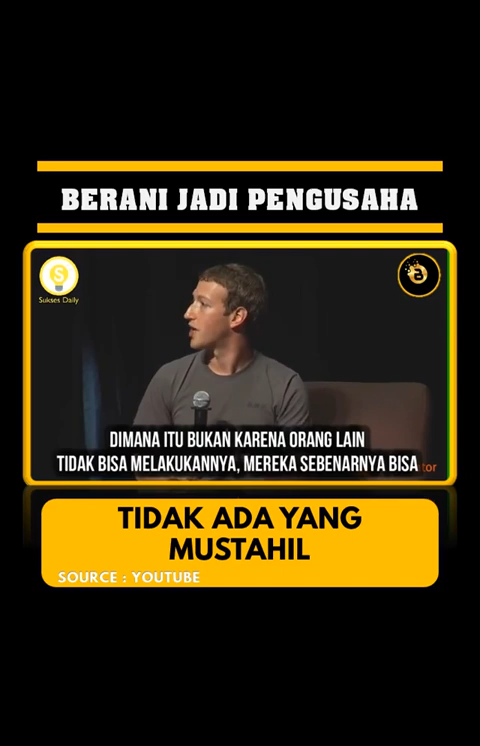 BERANI JADI PENGUSAHA
S
Sukses Daily
B
DIMANA ITU BUKAN KARENA ORANG LAIN
TIDAK BISA MELAKUKANNYA, MEREKA SEBENARNYA BISA
tor
TIDAK ADA YANG
MUSTAHIL
SOURCE : YOUTUBE